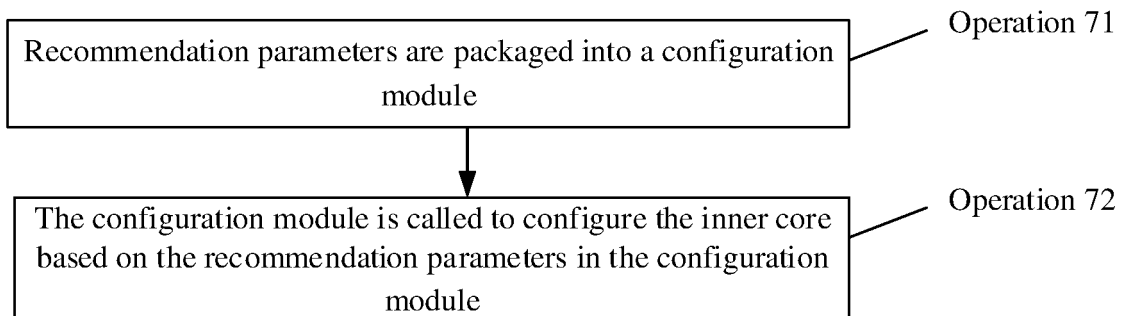 Operation 71
Recommendation parameters are packaged into a configuration
module
Operation 72
The configuration module is called to configure the inner core
based on the recommendation parameters in the configuration
module